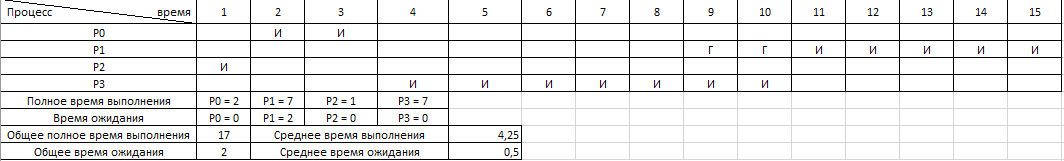 Процесс время 1 2 3 4 5 6 7 8 9 10 11 12 13 14 15
P0 И И
P1 Г Г И И И И И
P2 И
P3 И И И И И И И
Полное время выполнения P0 = 2 P1 = 7 P2 = 1 P3 = 7
Время ожидания P0 = 0 P1 = 2 P2 = 0 P3 = 0
Общее полное время выполнения 17 Среднее время выполнения 4,25
Общее время ожидания 2 Среднее время ожидания 0,5